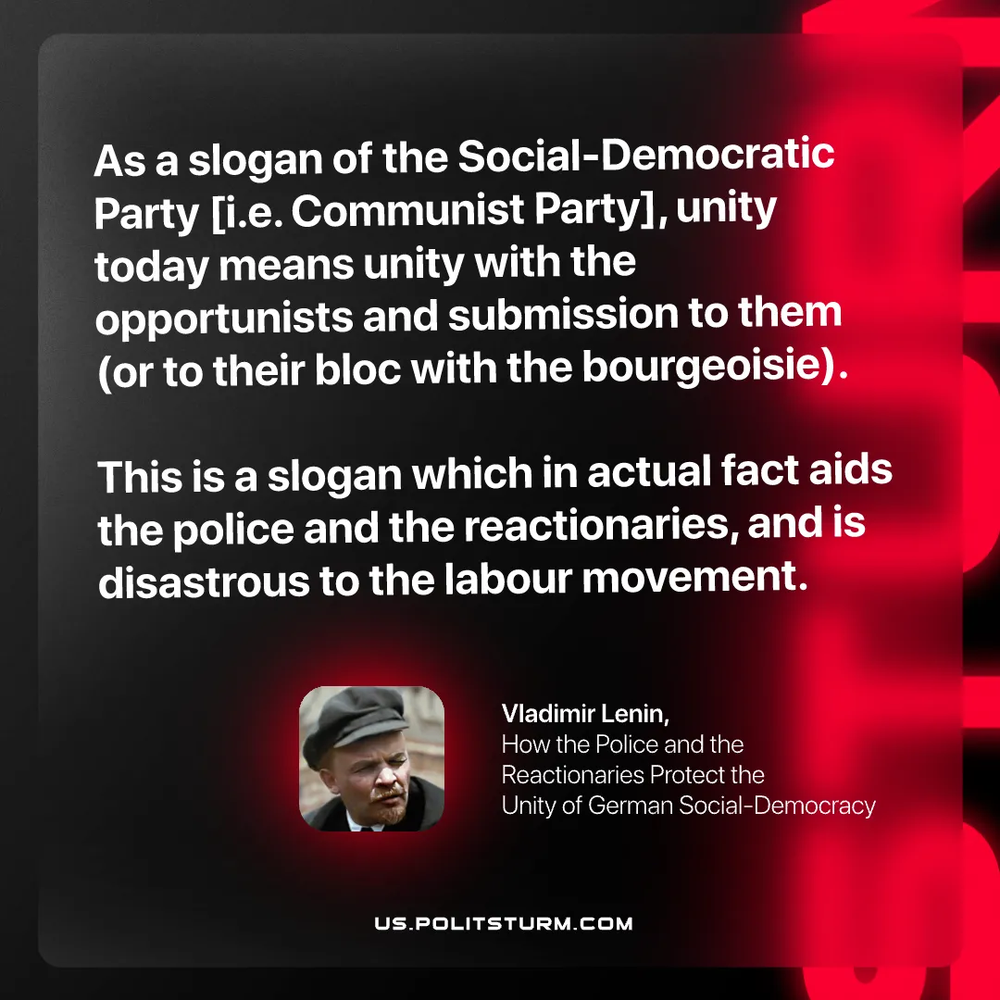 As a slogan of the Social-Democratic
Party [i.e. Communist Party], unity
today means unity with the
opportunists and submission to them
(or to their bloc with the bourgeoisie).
This is a slogan which in actual fact aids
the police and the reactionaries, and is
disastrous to the labour movement.
Vladimir Lenin,
How the Police and the
Reactionaries Protect the
Unity of German Social-Democracy
US.POLITSTURM.COM